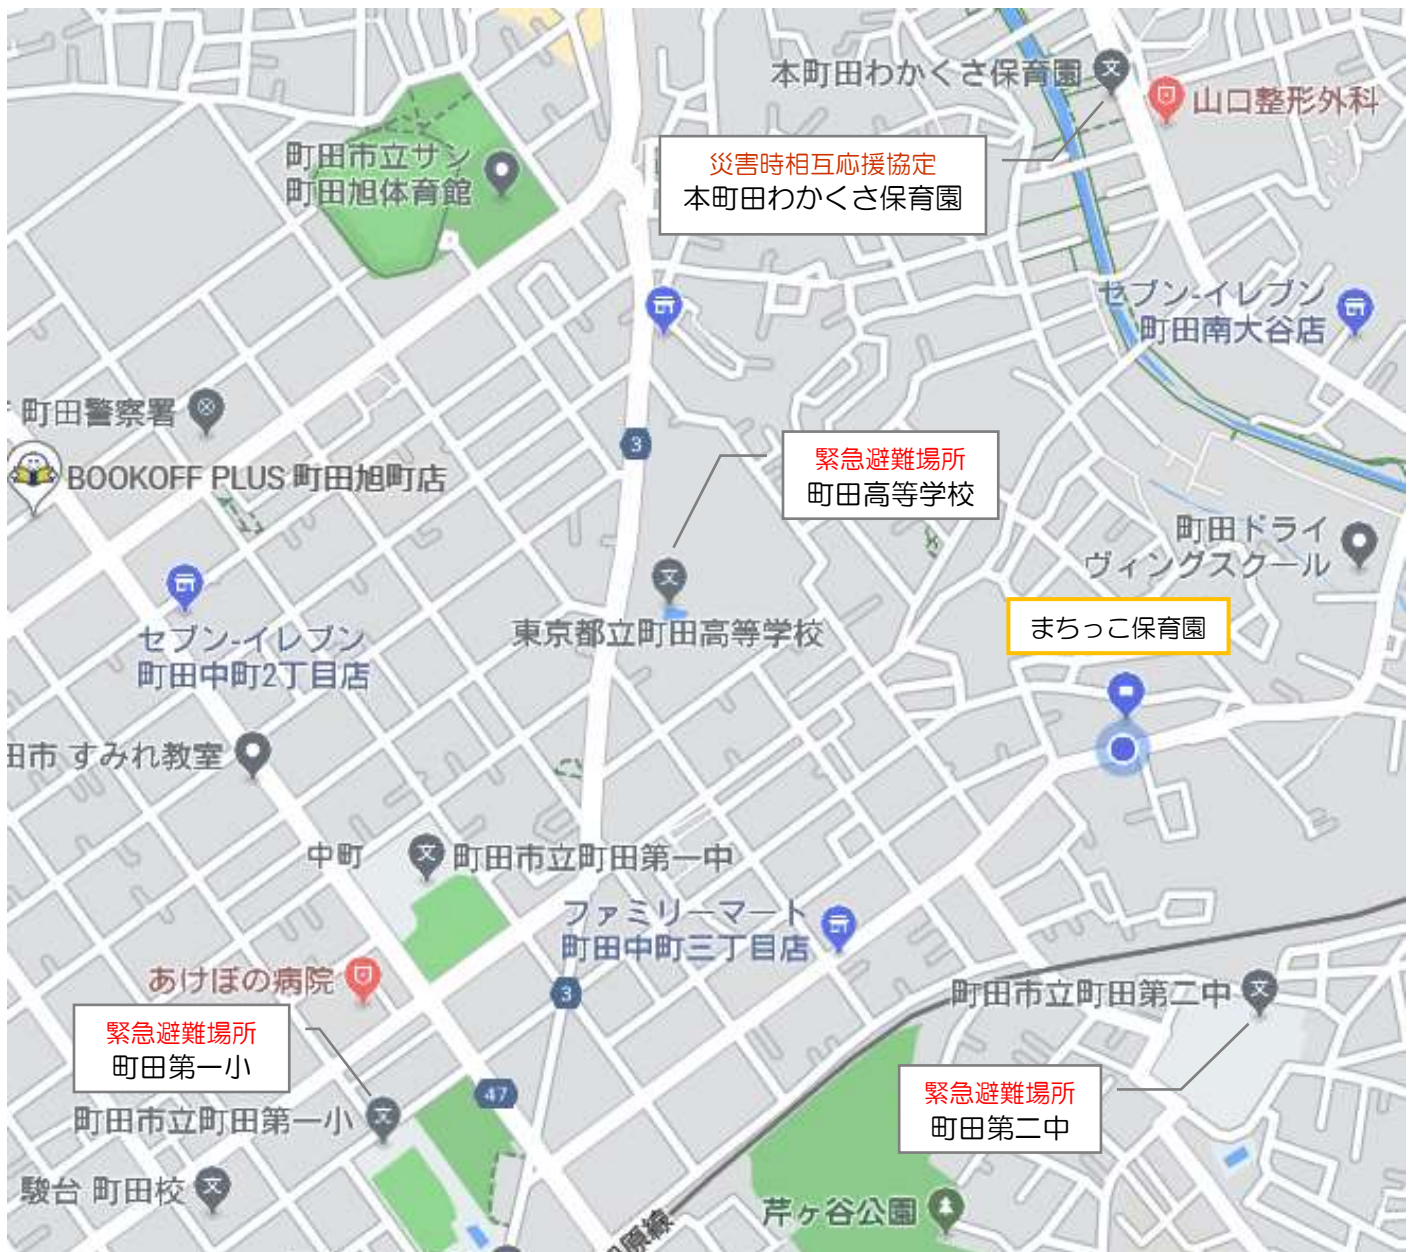 本町田わかくさ保育園
山口整形外科
災害時相互応援協定
本町田わかくさ保育園
町田市立サン
町田旭体育館
セブン-イレブン
町田南大谷店
町田警察署
3
BOOKOFF PLUS 町田旭町店
緊急避難場所
町田高等学校
町田ドライ
ヴィングスクール
セブン-イレブン
町田中町2丁目店
東京都立町田高等学校
まちっこ保育園
田市 すみれ教室
中町
町田市立町田第一中
ファミリーマート
町田中町三丁目店
あけぼの病院
3
町田市立町田第二中
緊急避難場所
町田第一小
47
緊急避難場所
町田第二中
町田市立町田第一小
駿台 町田校
芹ヶ谷公園
原線